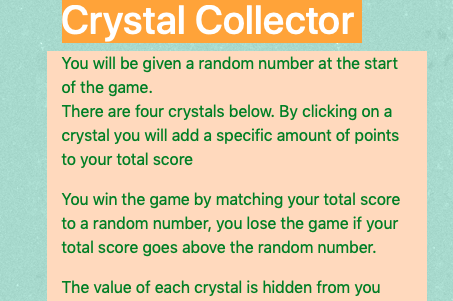 Crystal Collector
You will be given a random number at the start
of the game.
There are four crystals below. By clicking on a
crystal you will add a specific amount of points
to your total score
You win the game by matching your total score
to a random number, you lose the game if your
total score goes above the random number.
The value of each crystal is hidden from you